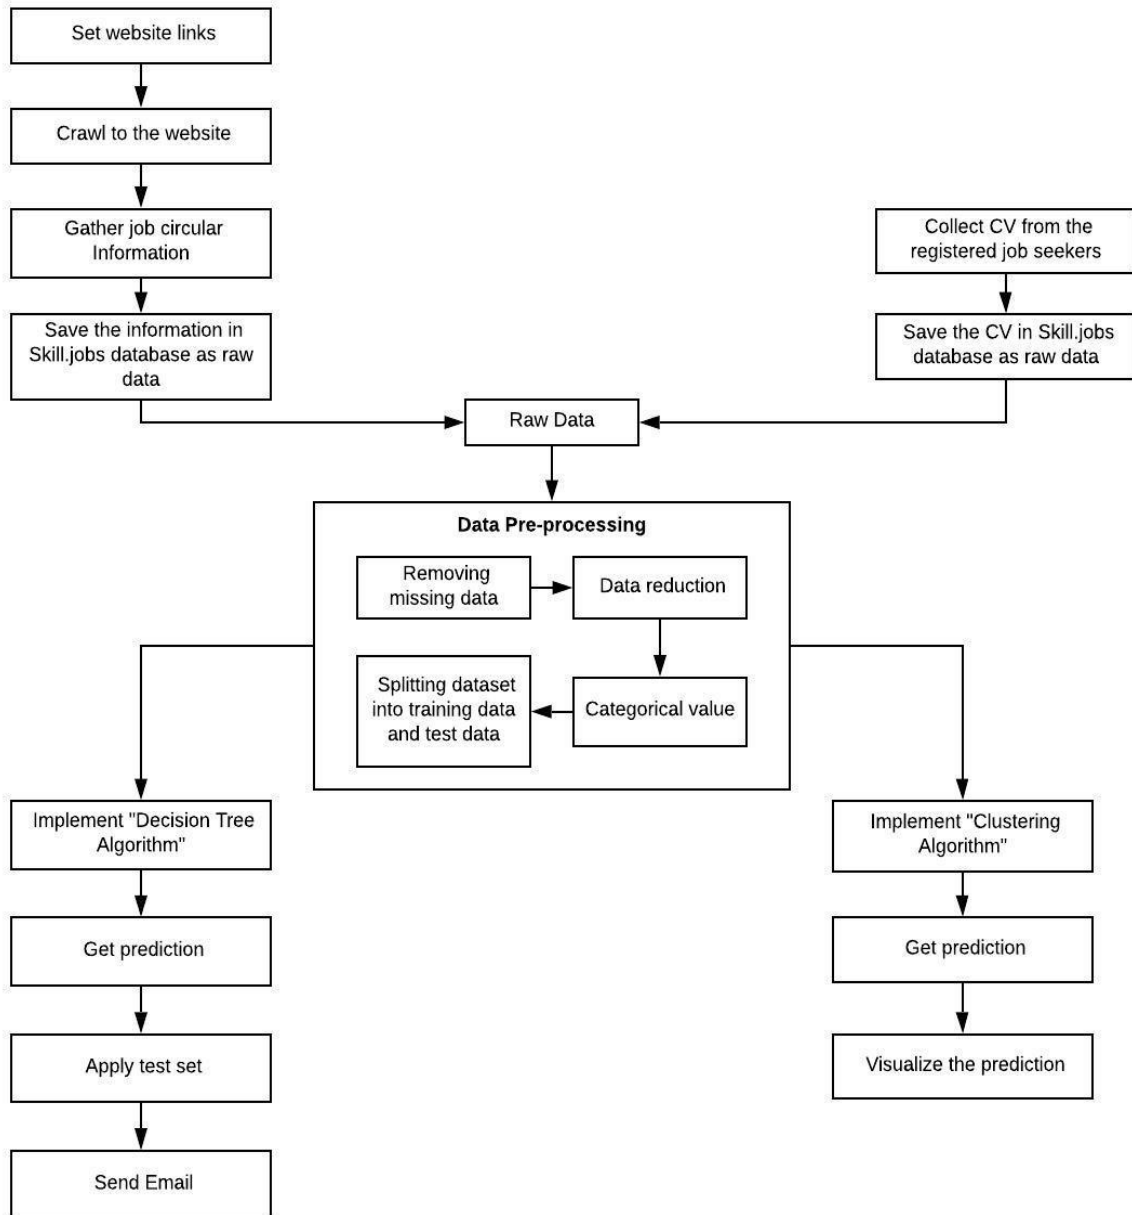 Set website links
Crawl to the website
Gather job circular
Information
Save the information in
Skill.jobs database as raw
data
Collect CV from the
registered job seekers
Save the CV in Skill.jobs
database as raw data
Raw Data
Data Pre-processing
Removing
missing data
Data reduction
Categorical value
Splitting dataset
into training data
and test data
Implement "Decision Tree
Algorithm"
Get prediction
Apply test set
Send Email
Implement "Clustering
Algorithm"
Get prediction
Visualize the prediction